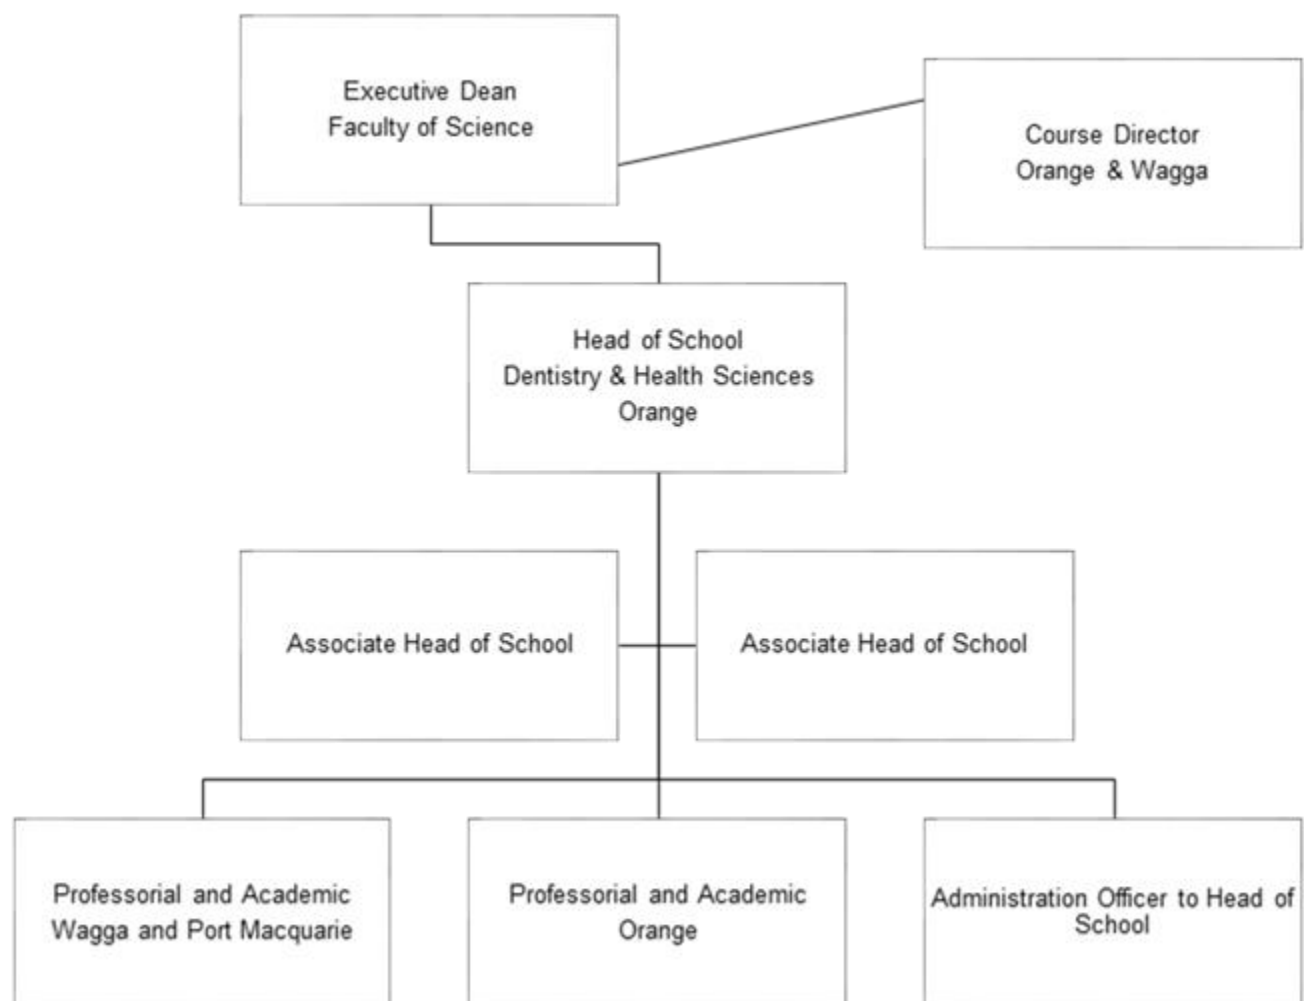 Executive Dean
Faculty of Science
Course Director
Orange & Wagga
Head of School
Dentistry & Health Sciences
Orange
Associate Head of School
Associate Head of School
Professorial and Academic
Wagga and Port Macquarie
Professorial and Academic
Orange
Administration Officer to Head of
School